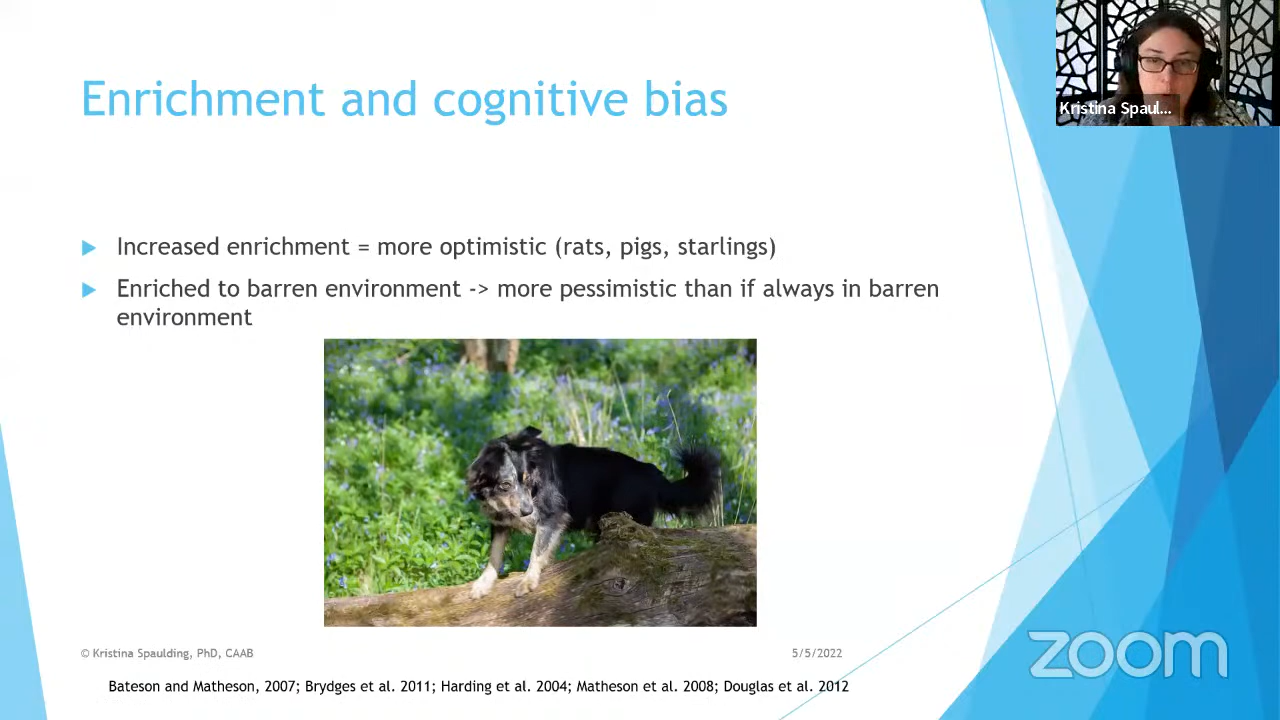 Enrichment and cognitive bias
Kristina Spaul...
Increased enrichment = more optimistic (rats, pigs, starlings)
Enriched to barren environment -> more pessimistic than if always in barren
environment
© Kristina Spaulding, PhD, CAAB
5/5/2022
zoom
Bateson and Matheson, 2007; Brydges et al. 2011; Harding et al. 2004; Matheson et al. 2008; Douglas et al. 2012